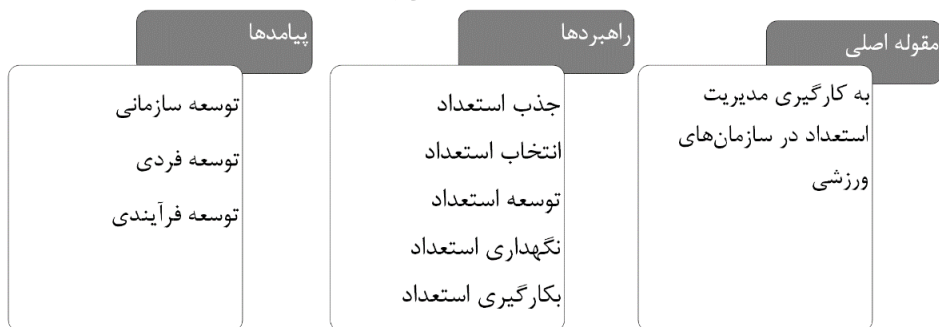 مقوله اصلی
به کارگیری مدیریت
استعداد در سازمان‌های
ورزشی
راهبردها
جذب استعداد
انتخاب استعداد
توسعه استعداد
نگهداری استعداد
بکارگیری استعداد
پیامدها
توسعه سازمانی
توسعه فردی
توسعه فرآیندی